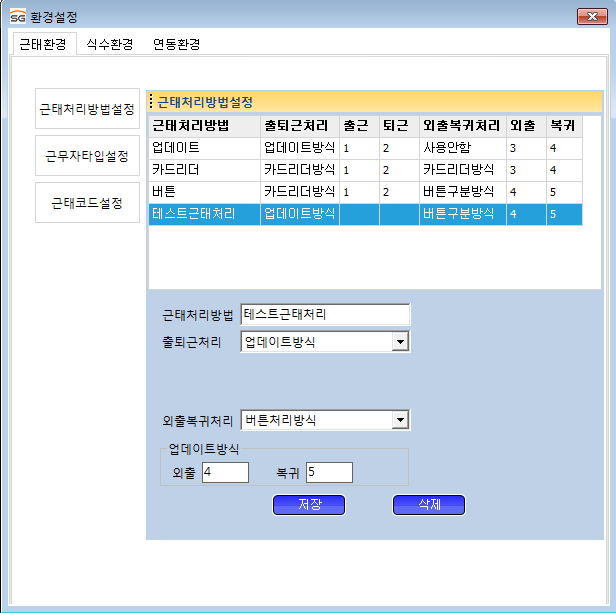 SG 환경설정
근태환경 식수환경 연동환경
근태처리방법설정
근무자타입설정
근태코드설정
근태처리방법설정
근태처리방법 출퇴근처리 출근 퇴근 외출복귀처리 외출 복귀
업데이트 업데이트방식 1 2 사용안함 3 4
카드리더 카드리더방식 1 2 카드리더방식 3 4
버튼 카드리더방식 1 2 버튼구분방식 4 5
테스트근태처리 업데이트방식 버튼구분방식 4 5
근태처리방법 테스트근태처리
출퇴근처리 업데이트방식
외출복귀처리 버튼처리방식
업데이트방식
외출 4 복귀 5
저장 삭제